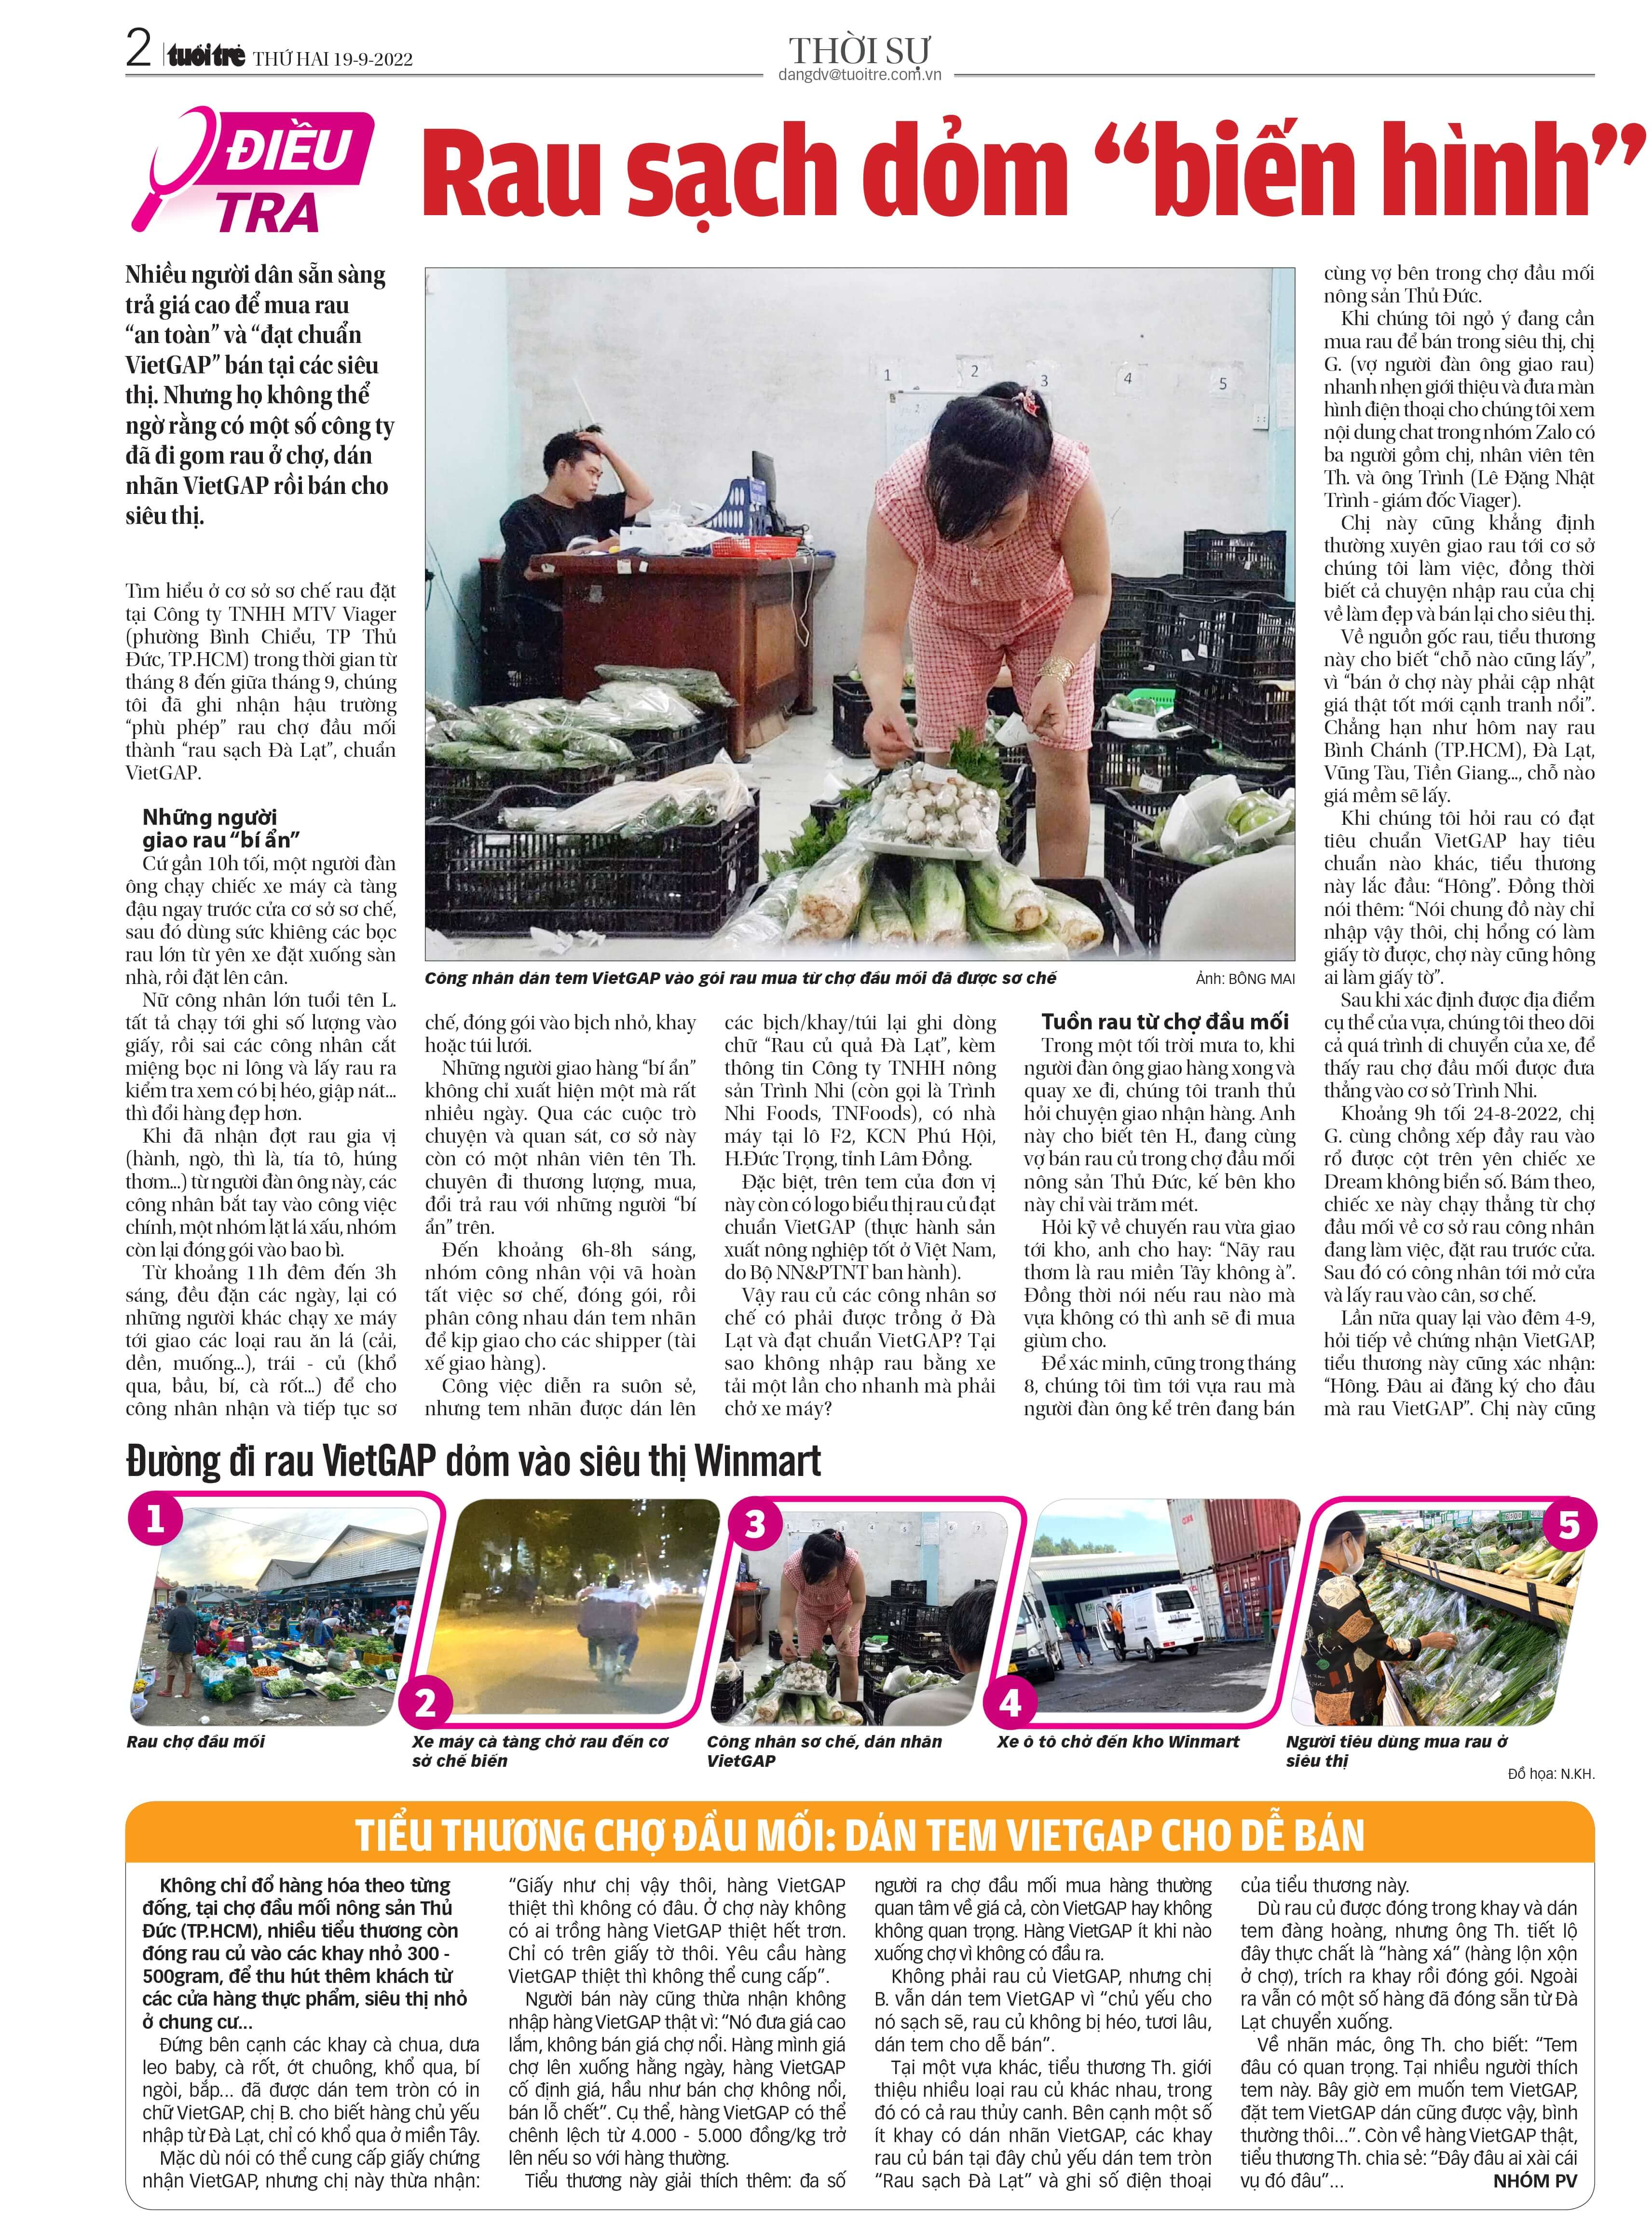 2 tuổi trẻ THỨ HAI 19-9-2022
THỜI SỰ
dangdv@tuoitre.com.vn
ĐIỀU
TRA
Rau sạch dỏm “biến hình”
Nhiều người dân sẵn sàng
trả giá cao để mua rau
“an toàn” và “đạt chuẩn
VietGAP” bán tại các siêu
thị. Nhưng họ không thể
ngờ rằng có một số công ty
đã đi gom rau ở chợ, dán
nhãn VietGAP rồi bán cho
siêu thị.
Tìm hiểu ở cơ sở sơ chế rau đặt
tại Công ty TNHH MTV Viager
(phường Bình Chiểu, TP Thủ
Đức, TP.HCM) trong thời gian từ
tháng 8 đến giữa tháng 9, chúng
tôi đã ghi nhận hậu trường
“phù phép” rau chợ đầu mối
thành “rau sạch Đà Lạt”, chuẩn
VietGAP.
Những người
giao rau “bí ẩn”
Cứ gần 10h tối, một người đàn
ông chạy chiếc xe máy cà tàng
đậu ngay trước cửa cơ sở sơ chế,
sau đó dùng sức khiêng các bọc
rau lớn từ yên xe đặt xuống sàn
nhà, rồi đặt lên cân.
Nữ công nhân lớn tuổi tên L.
tất tả chạy tới ghi số lượng vào
giấy, rồi sai các công nhân cắt
miệng bọc ni lông và lấy rau ra
kiểm tra xem có bị héo, giập nát...
thì đổi hàng đẹp hơn.
Khi đã nhận đợt rau gia vị
(hành, ngò, thì là, tía tô, húng
thơm...) từ người đàn ông này, các
công nhân bắt tay vào công việc
chính, một nhóm lặt lá xấu, nhóm
còn lại đóng gói vào bao bì.
Từ khoảng 11h đêm đến 3h
sáng, đều đặn các ngày, lại có
những người khác chạy xe máy
tới giao các loại rau ăn lá (cải,
dền, muống...), trái - củ (khổ
qua, bầu, bí, cà rốt...) để cho
công nhân nhận và tiếp tục sơ
1
2
3
4
5
Công nhân dán tem VietGAP vào gói rau mua từ chợ đầu mối đã được sơ chế
Ảnh: BÔNG MAI
chế, đóng gói vào bịch nhỏ, khay
hoặc túi lưới.
Những người giao hàng “bí ẩn”
không chỉ xuất hiện một mà rất
nhiều ngày. Qua các cuộc trò
chuyện và quan sát, cơ sở này
còn có một nhân viên tên Th.
chuyên đi thương lượng, mua,
đổi trả rau với những người “bí
ẩn” trên.
Đến khoảng 6h-8h sáng,
nhóm công nhân vội vã hoàn
tất việc sơ chế, đóng gói, rồi
phân công nhau dán tem nhãn
để kịp giao cho các shipper (tài
xế giao hàng).
Công việc diễn ra suôn sẻ,
nhưng tem nhãn được dán lên
các bịch/khay/túi lại ghi dòng
chữ “Rau củ quả Đà Lạt”, kèm
thông tin Công ty TNHH nông
sản Trình Nhi (còn gọi là Trình
Nhi Foods, TNFoods), có nhà
máy tại lô F2, KCN Phú Hội,
H.Đức Trọng, tỉnh Lâm Đồng.
Đặc biệt, trên tem của đơn vị
này còn có logo biểu thị rau củ đạt
chuẩn VietGAP (thực hành sản
xuất nông nghiệp tốt ở Việt Nam,
do Bộ NN&PTNT ban hành).
Vậy rau củ các công nhân sơ
chế có phải được trồng ở Đà
Lạt và đạt chuẩn VietGAP? Tại
sao không nhập rau bằng xe
tải một lần cho nhanh mà phải
chở xe máy?
Tuồn rau từ chợ đầu mối
Trong một tối trời mưa to, khi
người đàn ông giao hàng xong và
quay xe đi, chúng tôi tranh thủ
hỏi chuyện giao nhận hàng. Anh
này cho biết tên H., đang cùng
vợ bán rau củ trong chợ đầu mối
nông sản Thủ Đức, kế bên kho
này chỉ vài trăm mét.
Hỏi kỹ về chuyến rau vừa giao
tới kho, anh cho hay: “Nãy rau
thơm là rau miền Tây không à”.
Đồng thời nói nếu rau nào mà
vựa không có thì anh sẽ đi mua
giùm cho.
Để xác minh, cũng trong tháng
8, chúng tôi tìm tới vựa rau mà
người đàn ông kể trên đang bán
cùng vợ bên trong chợ đầu mối
nông sản Thủ Đức.
Khi chúng tôi ngỏ ý đang cần
mua rau để bán trong siêu thị, chị
G. (vợ người đàn ông giao rau)
nhanh nhẹn giới thiệu và đưa màn
hình điện thoại cho chúng tôi xem
nội dung chat trong nhóm Zalo có
ba người gồm chị, nhân viên tên
Th. và ông Trình (Lê Đặng Nhật
Trình - giám đốc Viager).
Chị này cũng khẳng định
thường xuyên giao rau tới cơ sở
chúng tôi làm việc, đồng thời
biết cả chuyện nhập rau của chị
về làm đẹp và bán lại cho siêu thị.
Về nguồn gốc rau, tiểu thương
này cho biết “chỗ nào cũng lấy”,
vì “bán ở chợ này phải cập nhật
giá thật tốt mới cạnh tranh nổi”.
Chẳng hạn như hôm nay rau
Bình Chánh (TP.HCM), Đà Lạt,
Vũng Tàu, Tiền Giang..., chỗ nào
giá mềm sẽ lấy.
Khi chúng tôi hỏi rau có đạt
tiêu chuẩn VietGAP hay tiêu
chuẩn nào khác, tiểu thương
này lắc đầu: “Hông”. Đồng thời
nói thêm: “Nói chung đồ này chỉ
nhập vậy thôi, chị hổng có làm
giấy tờ được, chợ này cũng hông
ai làm giấy tờ”.
Sau khi xác định được địa điểm
cụ thể của vựa, chúng tôi theo dõi
cả quá trình di chuyển của xe, để
thấy rau chợ đầu mối được đưa
thẳng vào cơ sở Trình Nhi.
Khoảng 9h tối 24-8-2022, chị
G. cùng chồng xếp đầy rau vào
rổ được cột trên yên chiếc xe
Dream không biển số. Bám theo,
chiếc xe này chạy thẳng từ chợ
đầu mối về cơ sở rau công nhân
đang làm việc, đặt rau trước cửa.
Sau đó có công nhân tới mở cửa
và lấy rau vào cân, sơ chế.
Lần nữa quay lại vào đêm 4-9,
hỏi tiếp về chứng nhận VietGAP,
tiểu thương này cũng xác nhận:
“Hông. Đâu ai đăng ký cho đâu
mà rau VietGAP”. Chị này cũng
Đường đi rau VietGAP dỏm vào siêu thị Winmart
1
2
3
4
5
Rau chợ đầu mối
Xe máy cà tàng chở rau đến cơ
sở chế biến
Công nhân sơ chế, dán nhãn
VietGAP
Xe ô tô chở đến kho Winmart
Người tiêu dùng mua rau ở
siêu thị
Đồ họa: N.KH.
TIỂU THƯƠNG CHỢ ĐẦU MỐI: DÁN TEM VIETGAP CHO DỄ BÁN
Không chỉ đổ hàng hóa theo từng
đống, tại chợ đầu mối nông sản Thủ
Đức (TP.HCM), nhiều tiểu thương còn
đóng rau củ vào các khay nhỏ 300 -
500gram, để thu hút thêm khách từ
các cửa hàng thực phẩm, siêu thị nhỏ
ở chung cư...
Đứng bên cạnh các khay cà chua, dưa
leo baby, cà rốt, ớt chuông, khổ qua, bí
ngòi, bắp... đã được dán tem tròn có in
chữ VietGAP, chị B. cho biết hàng chủ yếu
nhập từ Đà Lạt, chỉ có khổ qua ở miền Tây.
Mặc dù nói có thể cung cấp giấy chứng
nhận VietGAP, nhưng chị này thừa nhận:
“Giấy như chị vậy thôi, hàng VietGAP
thiệt thì không có đâu. Ở chợ này không
có ai trồng hàng VietGAP thiệt hết trơn.
Chỉ có trên giấy tờ thôi. Yêu cầu hàng
VietGAP thiệt thì không thể cung cấp”.
Người bán này cũng thừa nhận không
nhập hàng VietGAP thật vì: “Nó đưa giá cao
lắm, không bán giá chợ nổi. Hàng mình giá
chợ lên xuống hằng ngày, hàng VietGAP
cố định giá, hầu như bán chợ không nổi,
bán lỗ chết”. Cụ thể, hàng VietGAP có thể
chênh lệch từ 4.000 - 5.000 đồng/kg trở
lên nếu so với hàng thường.
Tiểu thương này giải thích thêm: đa số
người ra chợ đầu mối mua hàng thường
quan tâm về giá cả, còn VietGAP hay không
không quan trọng. Hàng VietGAP ít khi nào
xuống chợ vì không có đầu ra.
Không phải rau củ VietGAP, nhưng chị
B. vẫn dán tem VietGAP vì “chủ yếu cho
nó sạch sẽ, rau củ không bị héo, tươi lâu,
dán tem cho dễ bán”.
Tại một vựa khác, tiểu thương Th. giới
thiệu nhiều loại rau củ khác nhau, trong
đó có cả rau thủy canh. Bên cạnh một số
ít khay có dán nhãn VietGAP, các khay
rau củ bán tại đây chủ yếu dán tem tròn
“Rau sạch Đà Lạt” và ghi số điện thoại
của tiểu thương này.
Dù rau củ được đóng trong khay và dán
tem đàng hoàng, nhưng ông Th. tiết lộ
đây thực chất là “hàng xá” (hàng lộn xộn
ở chợ), trích ra khay rồi đóng gói. Ngoài
ra vẫn có một số hàng đã đóng sẵn từ Đà
Lạt chuyển xuống.
Về nhãn mác, ông Th. cho biết: “Tem
đâu có quan trọng. Tại nhiều người thích
tem này. Bây giờ em muốn tem VietGAP,
đặt tem VietGAP dán cũng được vậy, bình
thường thôi...”. Còn về hàng VietGAP thật,
tiểu thương Th. chia sẻ: “Đây đâu ai xài cái
vụ đó đâu”...
NHÓM PV